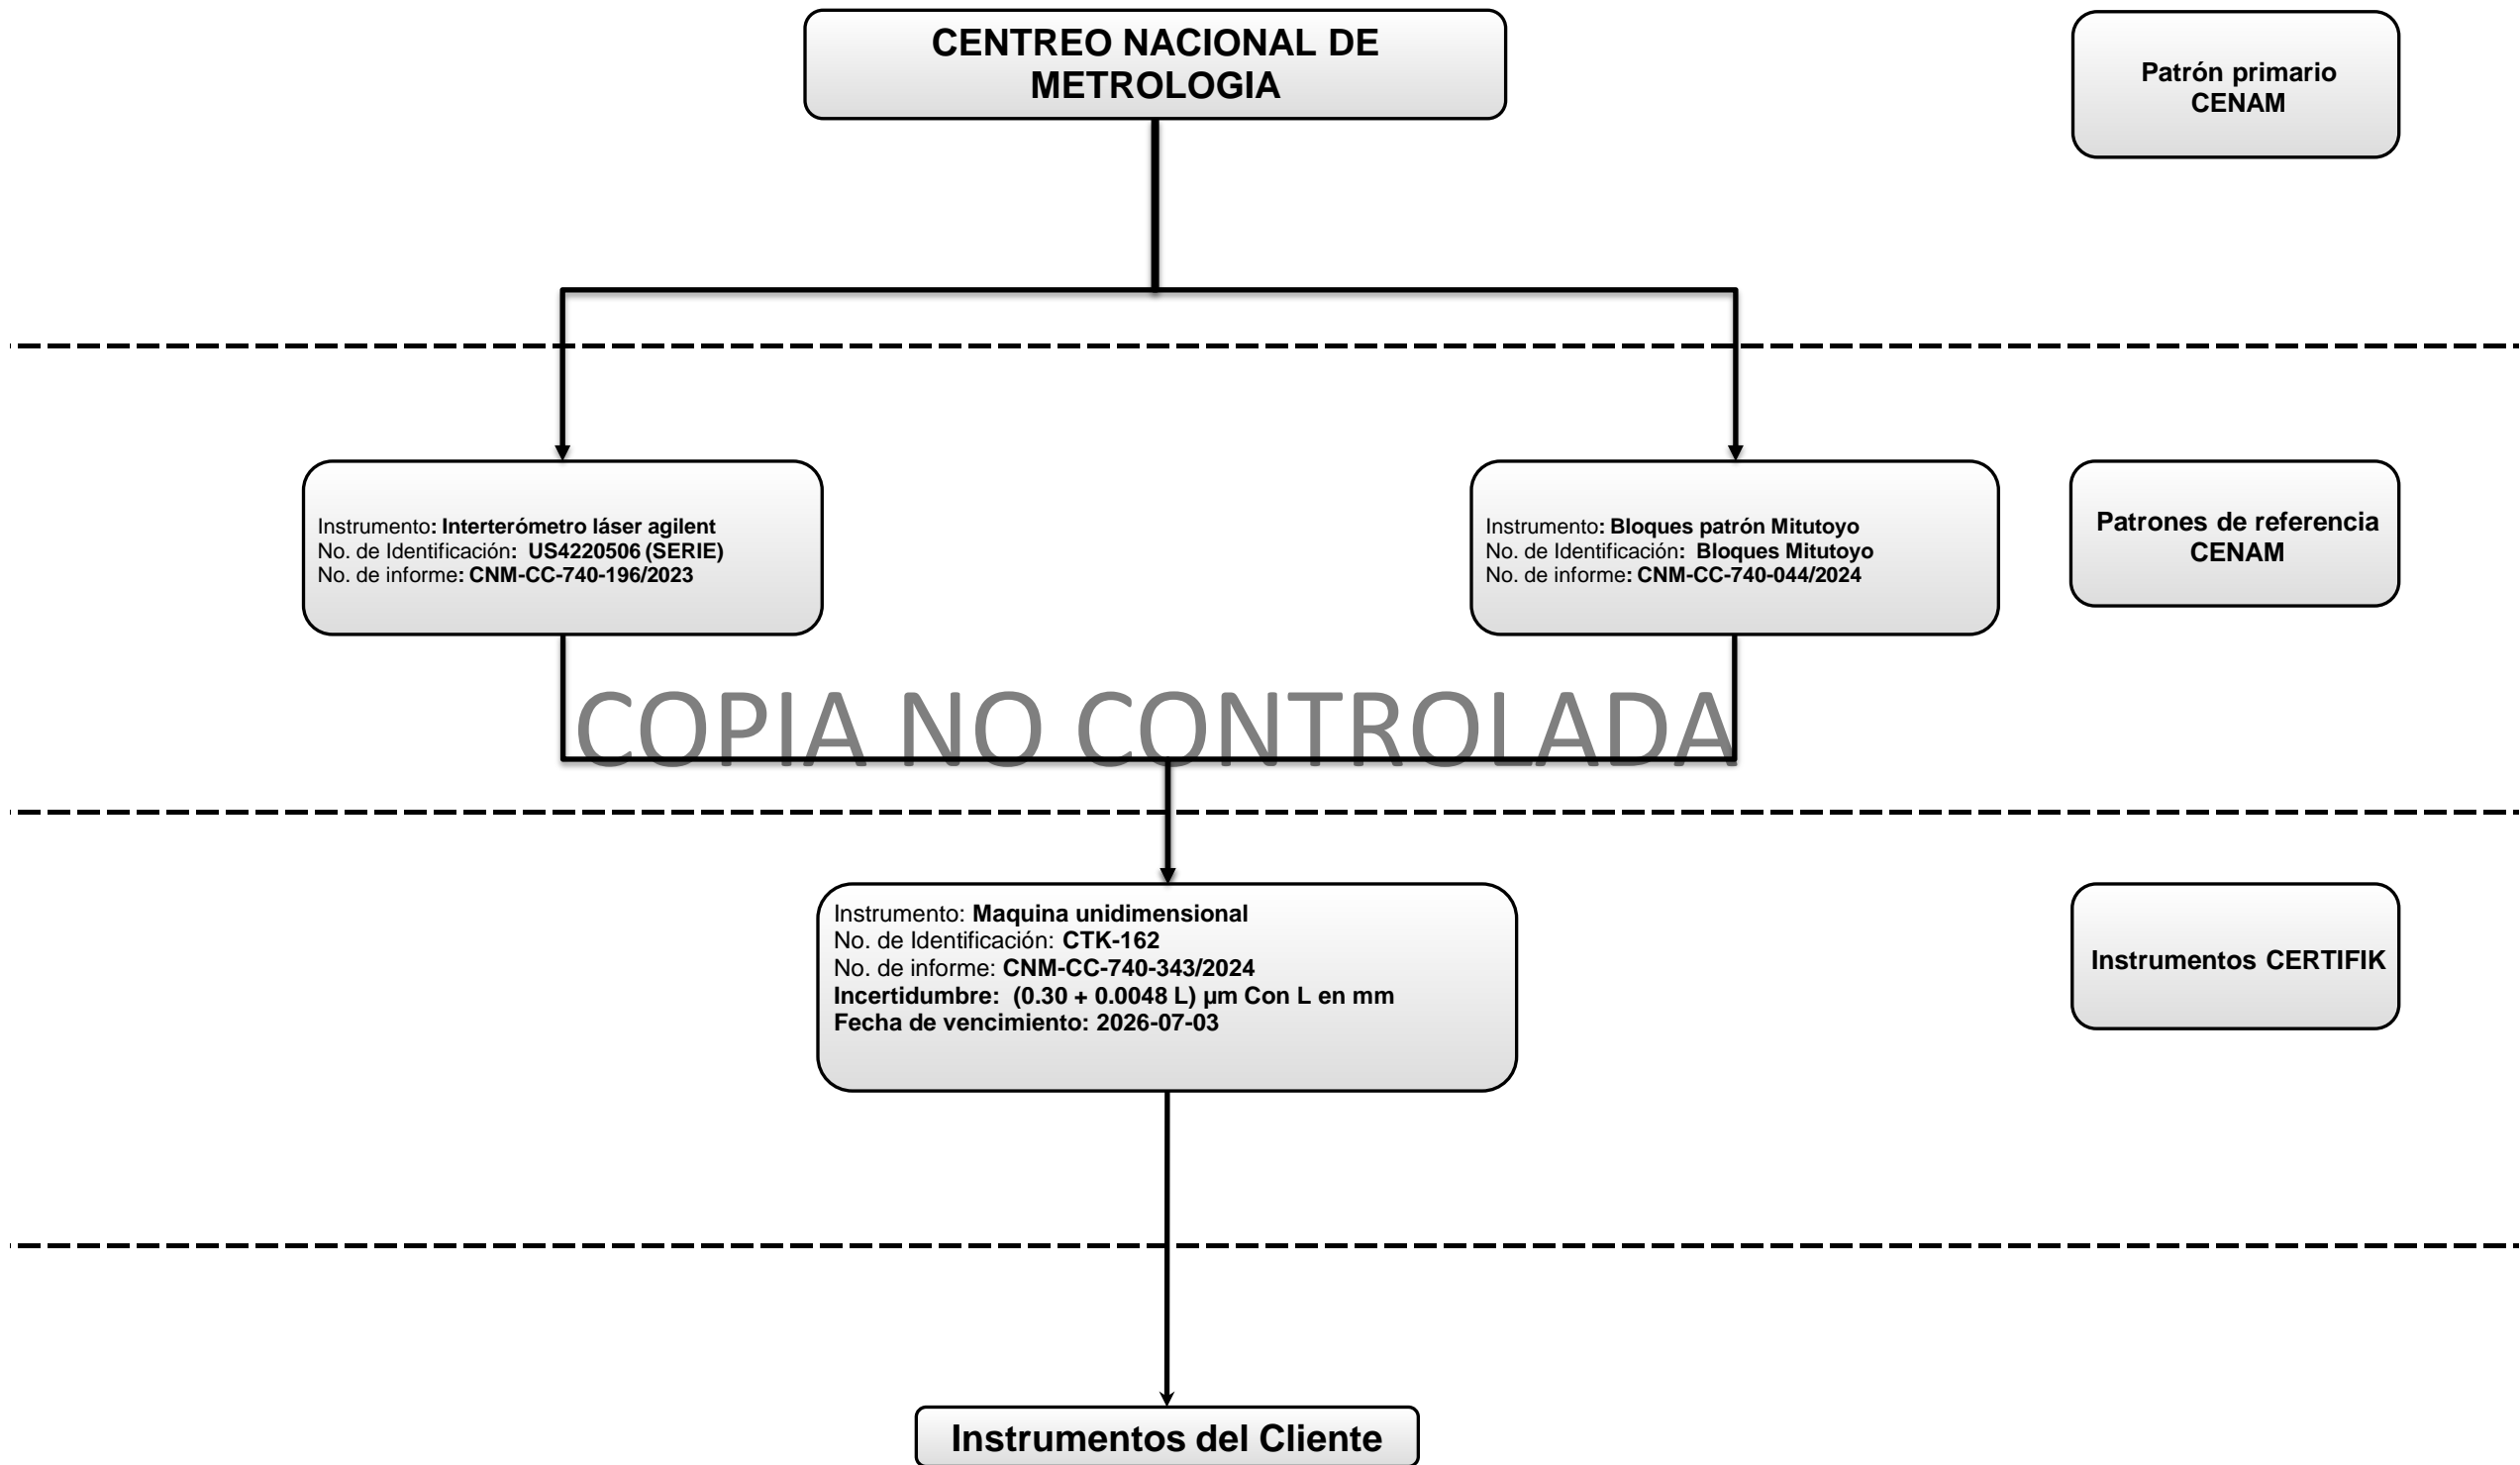 CENTREO NACIONAL DE
METROLOGIA
Patrón primario
CENAM
Instrumento: Interterómetro láser agilent
No. de Identificación: US4220506 (SERIE)
No. de informe: CNM-CC-740-196/2023
Instrumento: Bloques patrón Mitutoyo
No. de Identificación: Bloques Mitutoyo
No. de informe: CNM-CC-740-044/2024
Patrones de referencia
CENAM
COPIA NO CONTROLADA
Instrumento: Maquina unidimensional
No. de Identificación: CTK-162
No. de informe: CNM-CC-740-343/2024
Incertidumbre: (0.30 + 0.0048 L) µm Con L en mm
Fecha de vencimiento: 2026-07-03
Instrumentos CERTIFIK
Instrumentos del Cliente